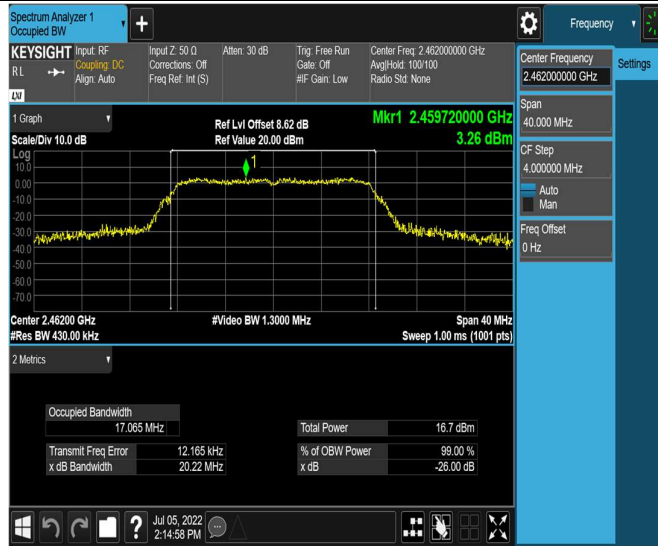 Spectrum Analyzer 1
Occupied BW
Frequency
KEYSIGHT
R L
LXI
Input: RF
Coupling: DC
Align: Auto
Input Z: 50 Ω
Corrections: Off
Freq Ref: Int (S)
Atten: 30 dB
Trig: Free Run
Gate: Off
#IF Gain: Low
Center Freq: 2.462000000 GHz
Avg|Hold: 100/100
Radio Std: None
Center Frequency
2.462000000 GHz
Settings
Span
40.000 MHz
CF Step
4.000000 MHz
Auto
Man
Freq Offset
0 Hz
1 Graph
Scale/Div 10.0 dB
Ref Lvl Offset 8.62 dB
Ref Value 20.00 dBm
Mkr1 2.459720000 GHz
3.26 dBm
Log
10.0
0.00
-10.0
-20.0
-30.0
-40.0
-50.0
-60.0
-70.0
1
Center 2.46200 GHz
#Video BW 1.3000 MHz
Span 40 MHz
#Res BW 430.00 kHz
Sweep 1.00 ms (1001 pts)
2 Metrics
Occupied Bandwidth
17.065 MHz
Total Power 16.7 dBm
Transmit Freq Error 12.165 kHz
% of OBW Power 99.00 %
x dB Bandwidth 20.22 MHz
x dB -26.00 dB
?
Jul 05, 2022
2:14:58 PM